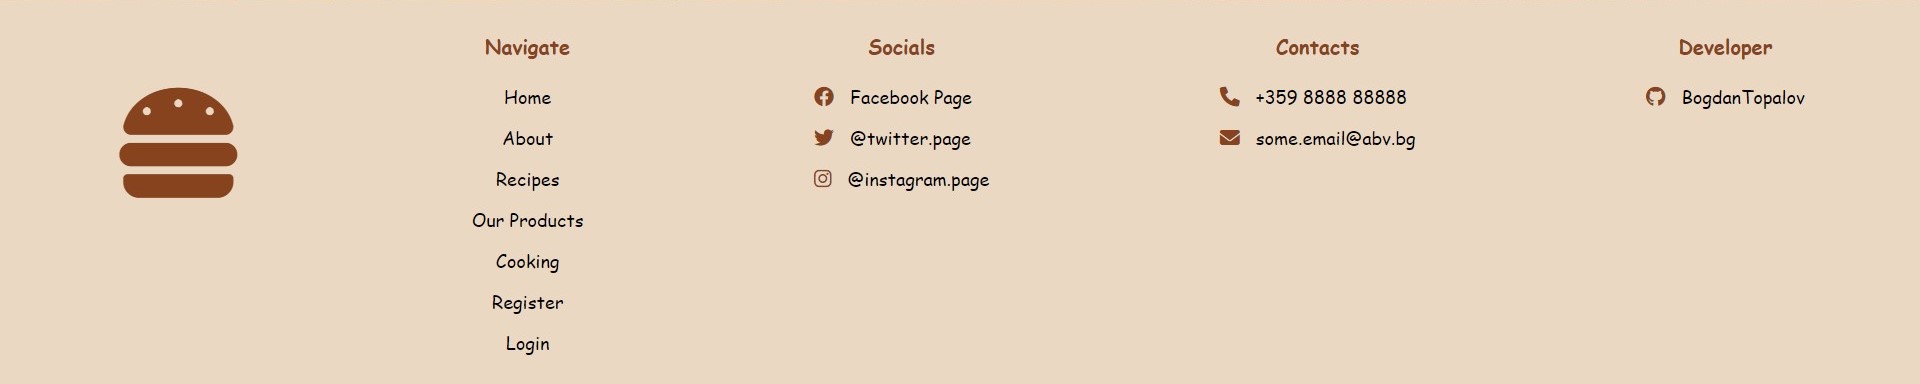 Navigate
Home
About
Recipes
Our Products
Cooking
Register
Login
Socials
Facebook Page
@twitter.page
@instagram.page
Contacts
+359 8888 88888
some.email@abv.bg
Developer
BogdanTopalov